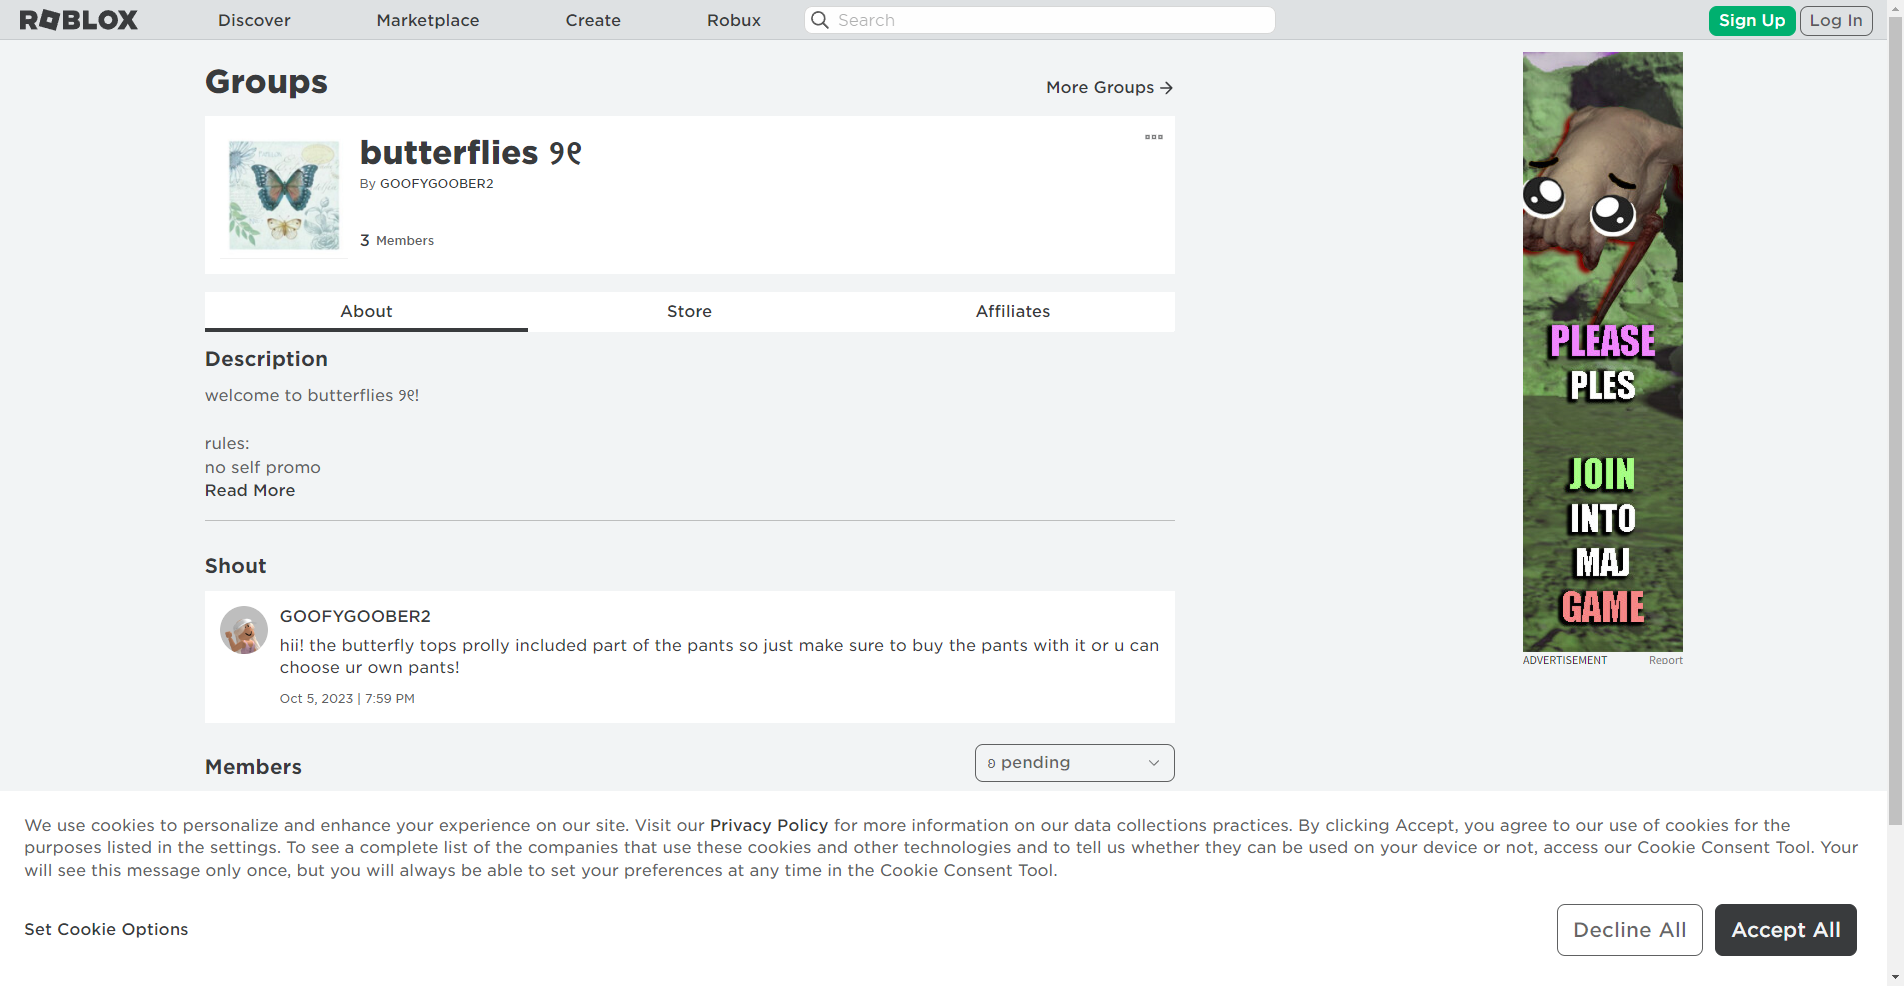 ROBLOX
Discover
Marketplace
Create
Robux
Search
Sign Up
Log In
Groups
More Groups →
butterflies ୨୧
By GOOFYGOOBER2
3 Members
About
Store
Affiliates
Description
welcome to butterflies ୨୧!
rules:
no self promo
Read More
Shout
GOOFYGOOBER2
hii! the butterfly tops prolly included part of the pants so just make sure to buy the pants with it or u can
choose ur own pants!
Oct 5, 2023 | 7:59 PM
Members
ʚ pending
PLEASE
PLES
JOIN
INTO
MAJ
GAME
ADVERTISEMENT
Report
We use cookies to personalize and enhance your experience on our site. Visit our Privacy Policy for more information on our data collections practices. By clicking Accept, you agree to our use of cookies for the
purposes listed in the settings. To see a complete list of the companies that use these cookies and other technologies and to tell us whether they can be used on your device or not, access our Cookie Consent Tool. Your
will see this message only once, but you will always be able to set your preferences at any time in the Cookie Consent Tool.
Set Cookie Options
Decline All
Accept All